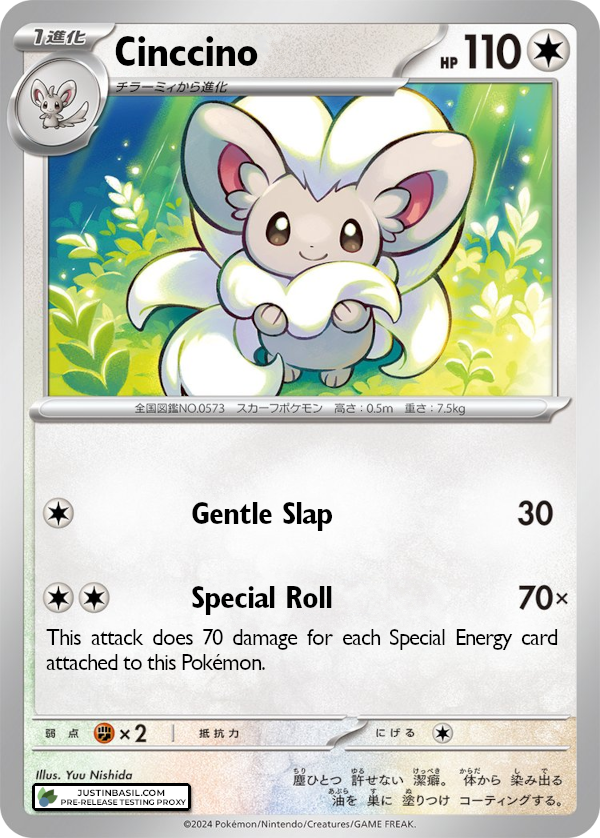 1進化
Cinccino
HP 110
チラーミィから進化
全国図鑑NO.0573 スカーフポケモン 高さ：0.5m 重さ：7.5kg
Gentle Slap 30
Special Roll 70×
This attack does 70 damage for each Special Energy card
attached to this Pokémon.
弱点 ×2 抵抗力 にげる
Illus. Yuu Nishida
塵ひとつ 許せない 潔癖。体から 染み出る
油を 巣に 塗りつけ コーティングする。
JUSTINBASIL.COM
PRE-RELEASE TESTING PROXY
©2024 Pokémon/Nintendo/Creatures/GAME FREAK.